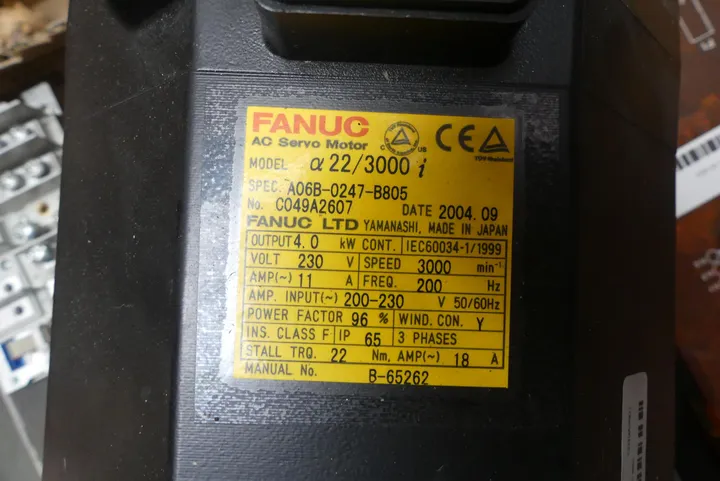 FANUC
AC Servo Motor
C US
CE
MODEL α22/3000 i
SPEC. A06B-0247-B805
No. C049A2607 DATE 2004.09
FANUC LTD YAMANASHI, MADE IN JAPAN
OUTPUT 4.0 kW CONT. IEC60034-1/1999
VOLT 230 V SPEED 3000 min⁻¹
AMP(~) 11 A FREQ. 200 Hz
AMP. INPUT(~) 200-230 V 50/60Hz
POWER FACTOR 96 % WIND. CON. Y
INS. CLASS F IP 65 3 PHASES
STALL TRQ. 22 Nm, AMP(~) 18 A
MANUAL No. B-65262